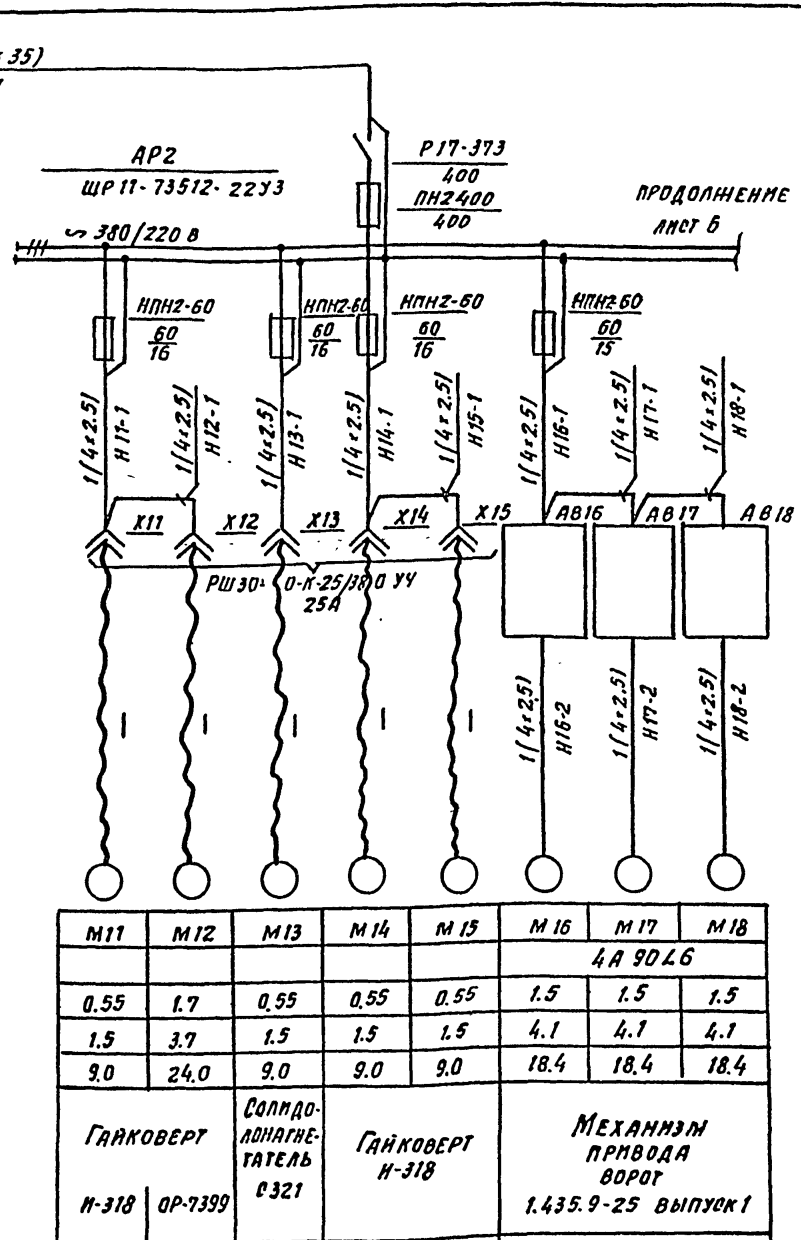 35)
АР2
ЩР11-73512-22У3
Р17-373
400
ПН2400
400
ПРОДОЛЖЕНИЕ
ЛИСТ 6
∽ 380/220 В
НПН2-60
60
16
НПН2-60
60
16
НПН2-60
60
16
НПН2-60
60
15
1(4×2.5)
Н11-1
1(4×2.5)
Н12-1
1(4×2.5)
Н13-1
1(4×2.5)
Н14-1
1(4×2.5)
Н15-1
1(4×2.5)
Н16-1
1(4×2.5)
Н17-1
1(4×2.5)
Н18-1
Х11 Х12 Х13 Х14 Х15 АВ16 АВ17 АВ18
РШ30- 0-К-25/380 У4
25А
1(4×2.5)
Н16-2
1(4×2.5)
Н17-2
1(4×2.5)
Н18-2
М11 М12 М13 М14 М15 М16 М17 М18
4А 90L6
0.55 1.7 0.55 0.55 0.55 1.5 1.5 1.5
1.5 3.7 1.5 1.5 1.5 4.1 4.1 4.1
9.0 24.0 9.0 9.0 9.0 18.4 18.4 18.4
ГАЙКОВЕРТ
И-318 ОР-7399
СОЛИДО-
ЛОНАГНЕ-
ТАТЕЛЬ
С321
ГАЙКОВЕРТ
И-318
МЕХАНИЗМ
ПРИВОДА
ВОРОТ
1.435.9-25 ВЫПУСК 1